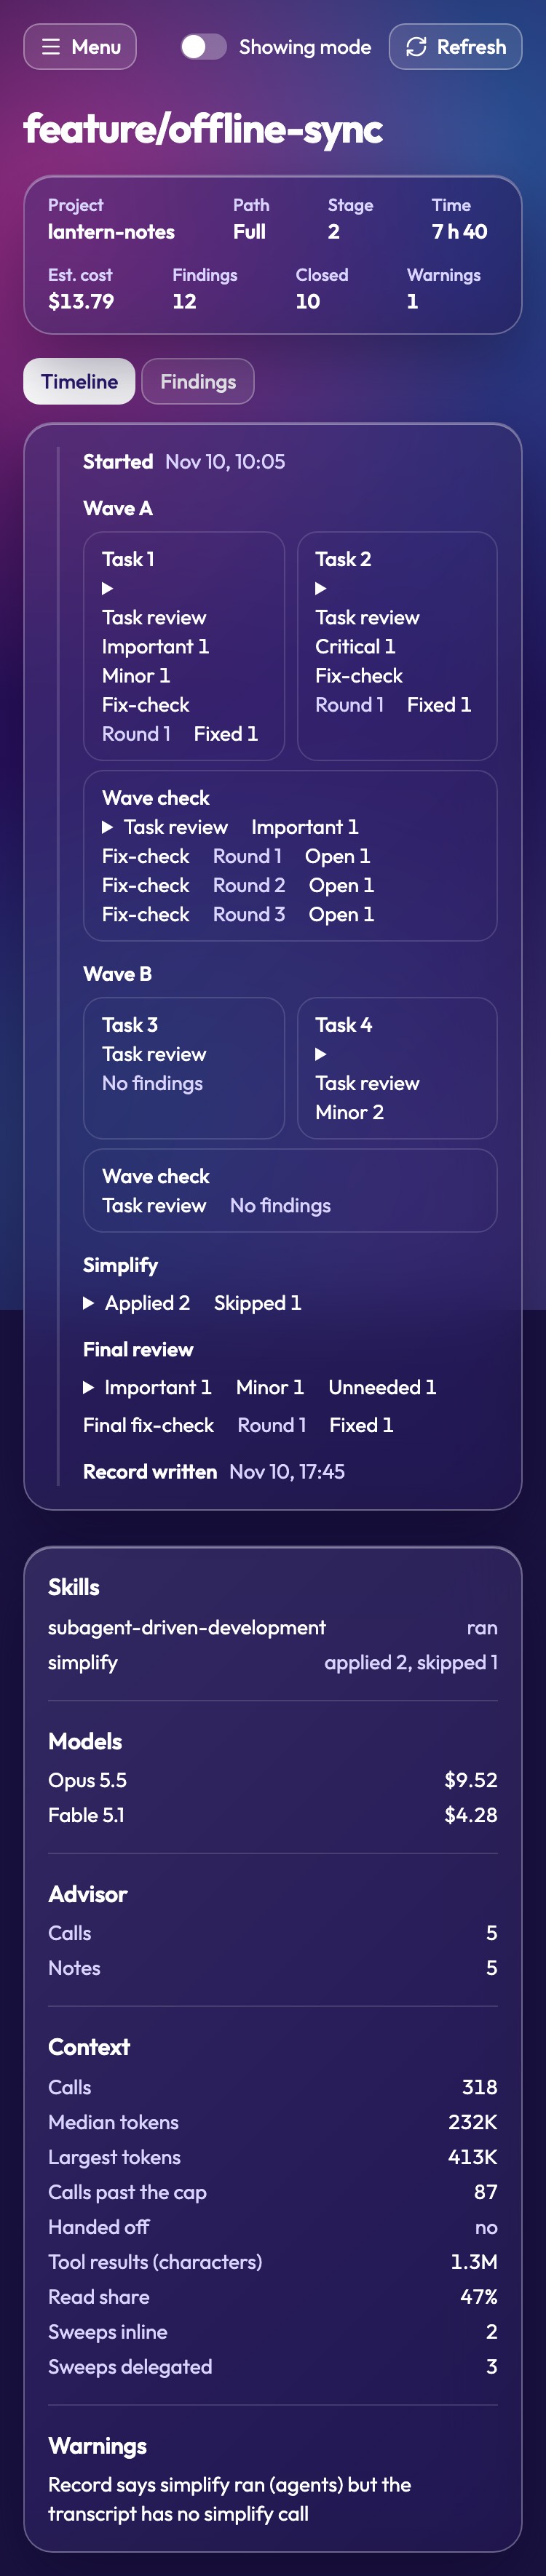 Menu
Showing mode
Refresh
feature/offline-sync
Project Path Stage Time
lantern-notes Full 2 7 h 40
Est. cost Findings Closed Warnings
$13.79 12 10 1
Timeline Findings
Started Nov 10, 10:05
Wave A
Task 1
Task review
Important 1
Minor 1
Fix-check
Round 1 Fixed 1
Task 2
Task review
Critical 1
Fix-check
Round 1 Fixed 1
Wave check
Task review Important 1
Fix-check Round 1 Open 1
Fix-check Round 2 Open 1
Fix-check Round 3 Open 1
Wave B
Task 3
Task review
No findings
Task 4
Task review
Minor 2
Wave check
Task review No findings
Simplify
Applied 2 Skipped 1
Final review
Important 1 Minor 1 Unneeded 1
Final fix-check Round 1 Fixed 1
Record written Nov 10, 17:45
Skills
subagent-driven-development ran
simplify applied 2, skipped 1
Models
Opus 5.5 $9.52
Fable 5.1 $4.28
Advisor
Calls 5
Notes 5
Context
Calls 318
Median tokens 232K
Largest tokens 413K
Calls past the cap 87
Handed off no
Tool results (characters) 1.3M
Read share 47%
Sweeps inline 2
Sweeps delegated 3
Warnings
Record says simplify ran (agents) but the
transcript has no simplify call